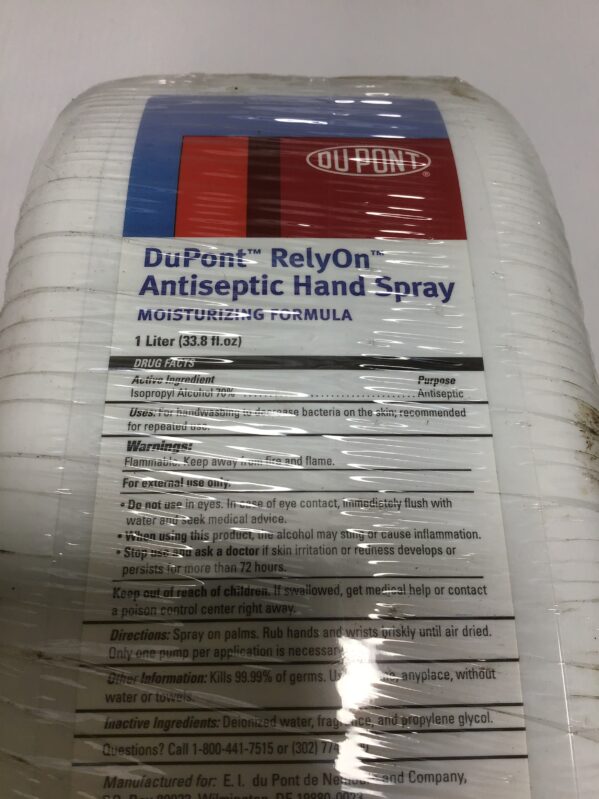 DU PONT®
DuPont™ RelyOn™
Antiseptic Hand Spray
MOISTURIZING FORMULA
1 Liter (33.8 fl.oz)
DRUG FACTS
Active Ingredient Purpose
Isopropyl Alcohol 70% ........................................ Antiseptic
Uses: For handwashing to decrease bacteria on the skin; recommended
for repeated use.
Warnings:
Flammable. Keep away from fire and flame.
For external use only.
• Do not use in eyes. In case of eye contact, immediately flush with
water and seek medical advice.
• When using this product, the alcohol may sting or cause inflammation.
• Stop use and ask a doctor if skin irritation or redness develops or
persists for more than 72 hours.
Keep out of reach of children. If swallowed, get medical help or contact
a poison control center right away.
Directions: Spray on palms. Rub hands and wrists briskly until air dried.
Only one pump per application is necessary
Other Information: Kills 99.99% of germs. anyplace, without
water or towels.
Inactive Ingredients: Deionized water, fragrance, and propylene glycol.
Questions? Call 1-800-441-7515 or (302)
Manufactured for: E. I. du Pont de Nemours and Company,
Wilmington, DE